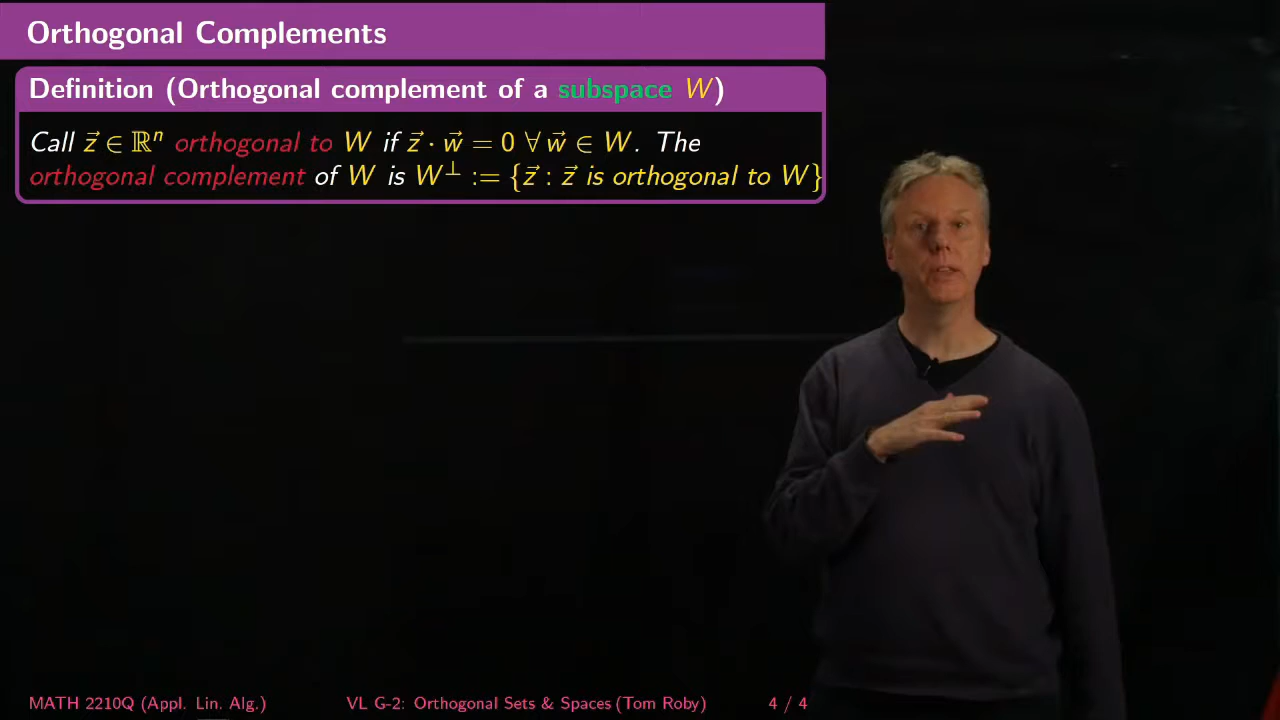 Orthogonal Complements
Definition (Orthogonal complement of a subspace W)
Call z⃗ ∈ ℝⁿ orthogonal to W if z⃗ · w⃗ = 0 ∀ w⃗ ∈ W. The
orthogonal complement of W is W^⊥ := {z⃗ : z⃗ is orthogonal to W}
MATH 2210Q (Appl. Lin. Alg.) VL G-2: Orthogonal Sets & Spaces (Tom Roby) 4 / 4